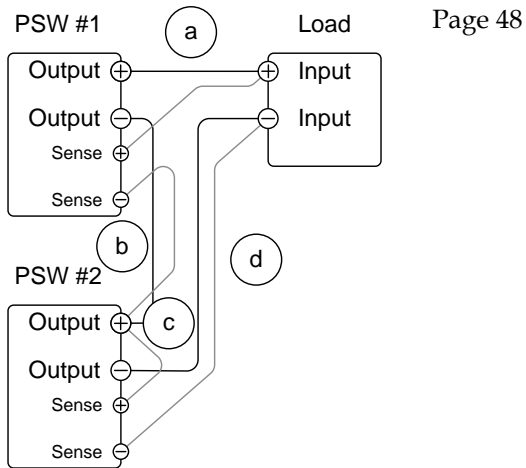 PSW #1
a
Load
Page 48
Output +
+ Input
Output −
− Input
Sense +
Sense −
b
d
PSW #2
Output +
c
Output −
Sense +
Sense −